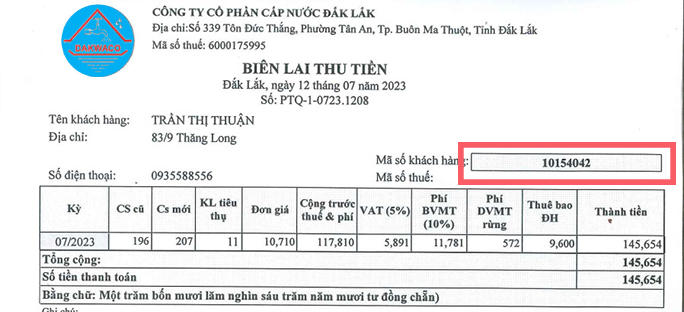 CÔNG TY CỔ PHẦN CẤP NƯỚC ĐẮK LẮK
Địa chỉ:Số 339 Tôn Đức Thắng, Phường Tân An, Tp. Buôn Ma Thuột, Tỉnh Đắk Lắk
Mã số thuế: 6000175995
DAKWACO
BIÊN LAI THU TIỀN
Đắk Lắk, ngày 12 tháng 07 năm 2023
Số: PTQ-1-0723.1208
Tên khách hàng: TRẦN THỊ THUẬN
Địa chỉ: 83/9 Thăng Long
Mã số khách hàng: 10154042
Số điện thoại: 0935588556 Mã số thuế:
Kỳ CS cũ Cs mới KL tiêu thụ Đơn giá Cộng trước thuế & phí VAT (5%) Phí BVMT (10%) Phí DVMT rừng Thuê bao ĐH Thành tiền
07/2023 196 207 11 10,710 117,810 5,891 11,781 572 9,600 145,654
Tổng cộng: 145,654
Số tiền thanh toán 145,654
Bằng chữ: Một trăm bốn mươi lăm nghìn sáu trăm năm mươi tư đồng chẵn)
Ghi chú: